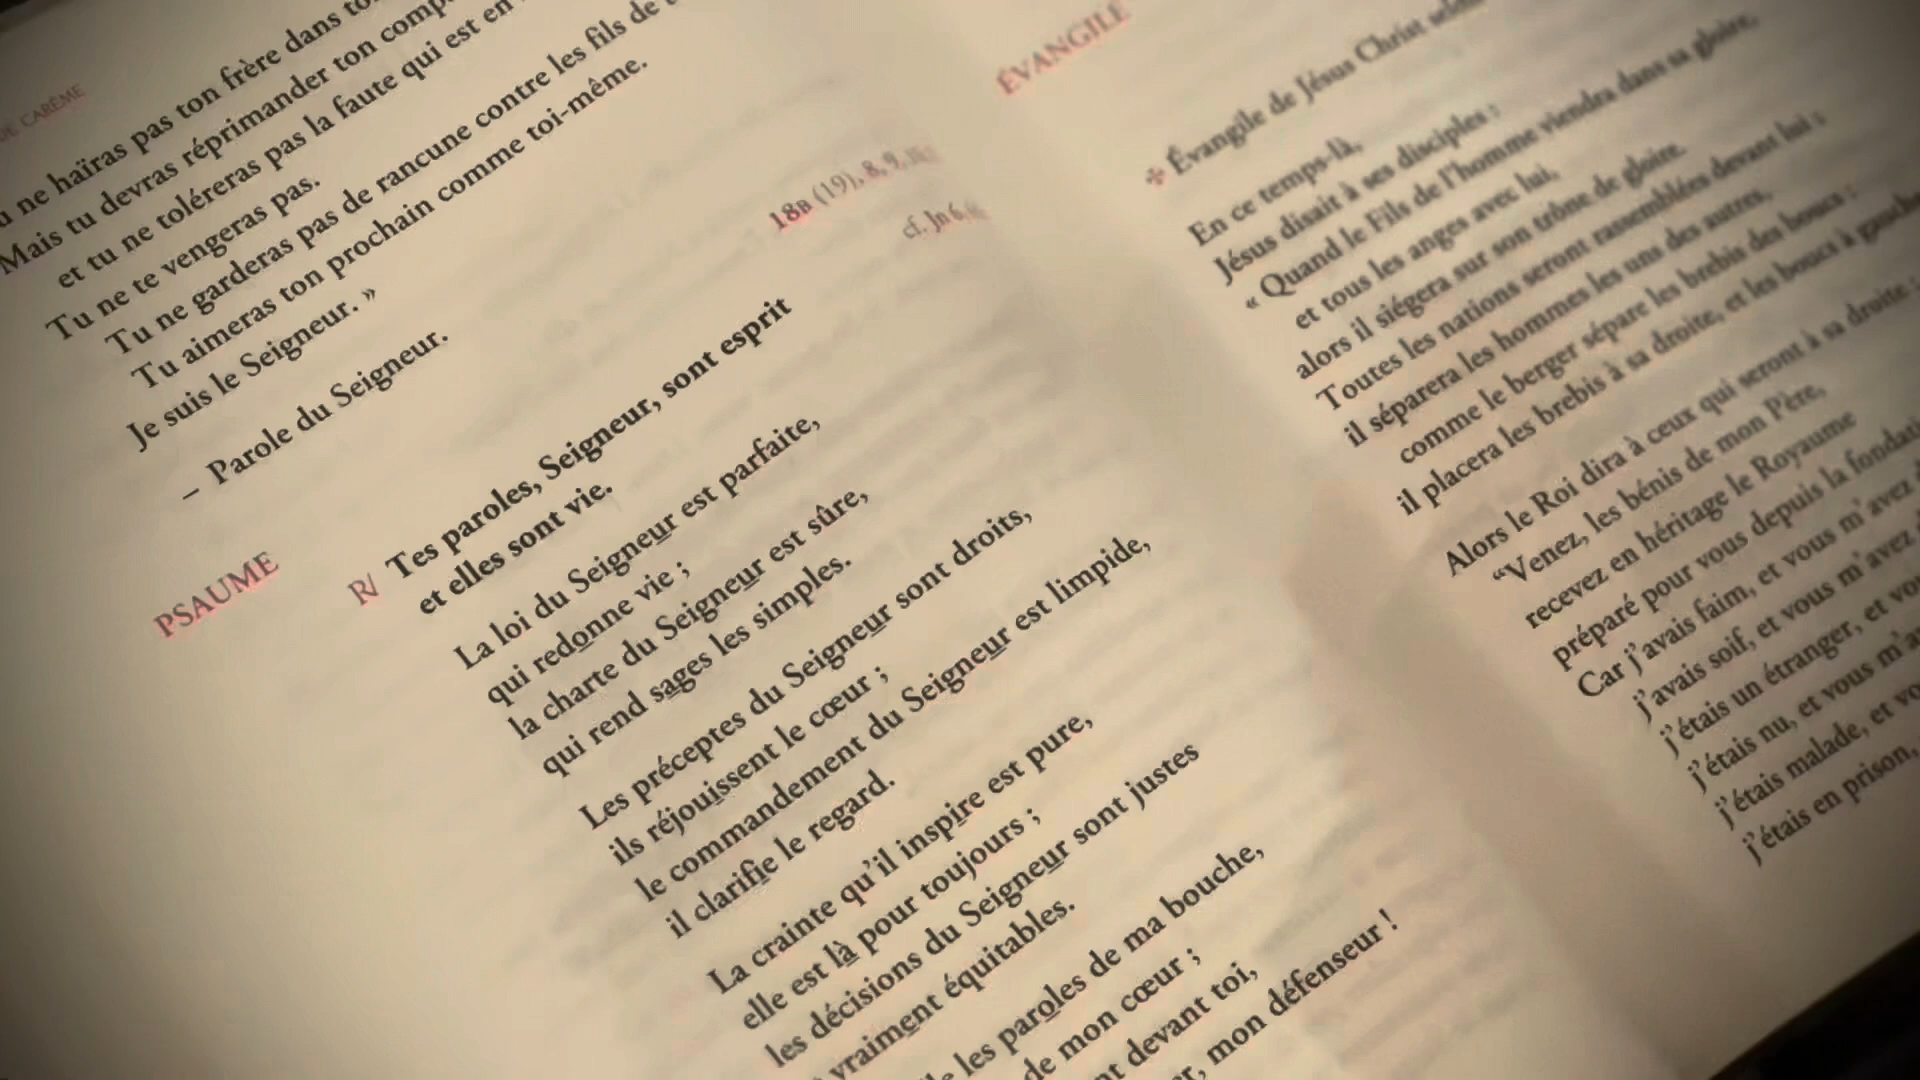 DE CARÊME
ne haïras pas ton frère dans
Mais tu devras réprimander ton
et tu ne toléreras pas la faute qui est en
Tu ne te vengeras pas.
Tu ne garderas pas de rancune contre les fils de
Tu aimeras ton prochain comme toi-même.
Je suis le Seigneur. »
– Parole du Seigneur.
18B (19), 8, 9,
cf. Jn 6,
PSAUME
R/ Tes paroles, Seigneur, sont esprit
et elles sont vie.
La loi du Seigneur est parfaite,
qui redonne vie ;
la charte du Seigneur est sûre,
qui rend sages les simples.
Les préceptes du Seigneur sont droits,
ils réjouissent le cœur ;
le commandement du Seigneur est limpide,
il clarifie le regard.
La crainte qu’il inspire est pure,
elle est là pour toujours ;
les décisions du Seigneur sont justes
vraiment équitables.
les paroles de ma bouche,
de mon cœur ;
devant toi,
mon défenseur !
ÉVANGILE
✠ Évangile de Jésus Christ
En ce temps-là,
Jésus disait à ses disciples :
« Quand le Fils de l’homme viendra dans sa gloire,
et tous les anges avec lui,
alors il siégera sur son trône de gloire.
Toutes les nations seront rassemblées devant lui ;
il séparera les hommes les uns des autres,
comme le berger sépare les brebis des boucs :
il placera les brebis à sa droite, et les boucs à gauche
Alors le Roi dira à ceux qui seront à sa droite :
“Venez, les bénis de mon Père,
recevez en héritage le Royaume
préparé pour vous depuis la
Car j’avais faim, et vous m’avez
j’avais soif, et vous m’avez
j’étais un étranger, et
j’étais nu, et vous
j’étais malade, et
j’étais en prison,